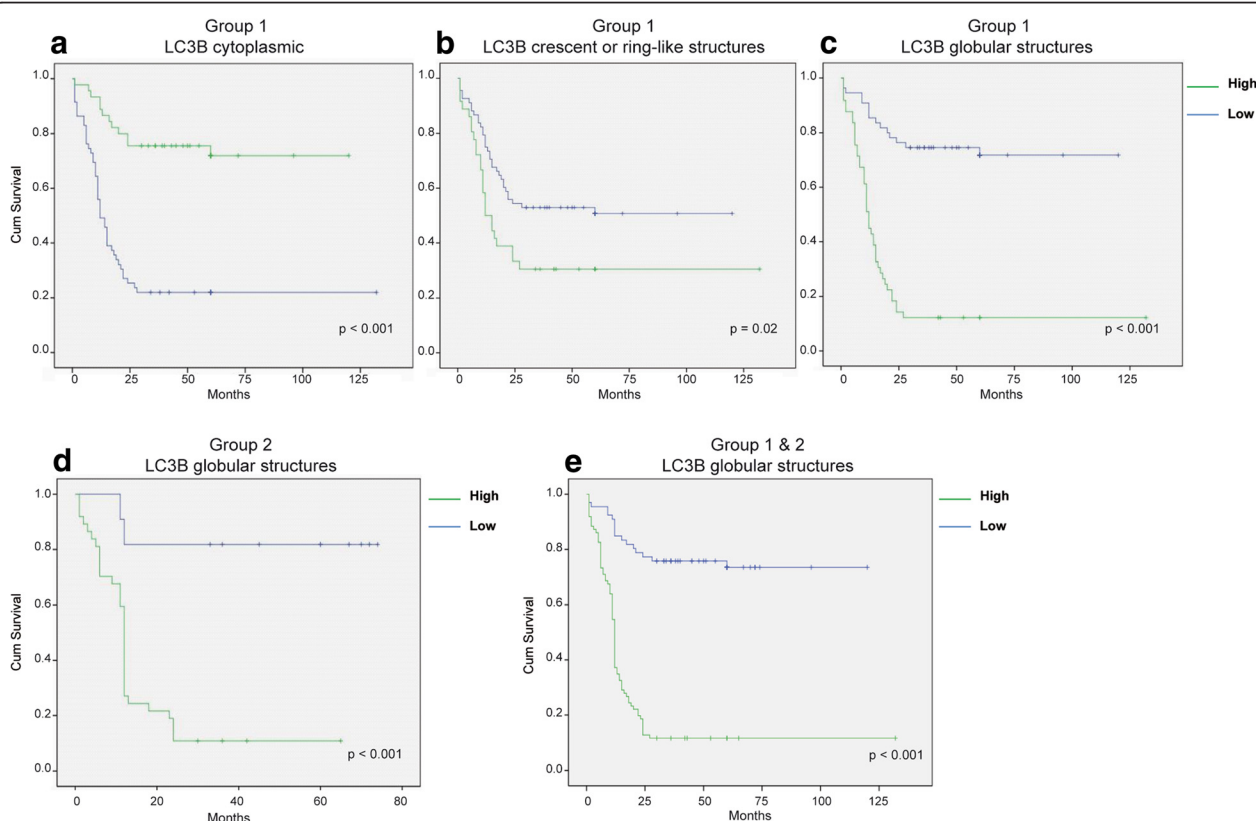 a
Group 1
LC3B cytoplasmic
Cum Survival
1.0
0.8
0.6
0.4
0.2
0.0
p < 0.001
0 25 50 75 100 125
Months
b
Group 1
LC3B crescent or ring-like structures
1.0
0.8
0.6
0.4
0.2
0.0
p = 0.02
0 25 50 75 100 125
Months
c
Group 1
LC3B globular structures
1.0
0.8
0.6
0.4
0.2
0.0
p < 0.001
0 25 50 75 100 125
Months
High
Low
d
Group 2
LC3B globular structures
Cum Survival
1.0
0.8
0.6
0.4
0.2
0.0
p < 0.001
0 20 40 60 80
Months
High
Low
e
Group 1 & 2
LC3B globular structures
Cum Survival
1.0
0.8
0.6
0.4
0.2
0.0
p < 0.001
0 25 50 75 100 125
Months
High
Low